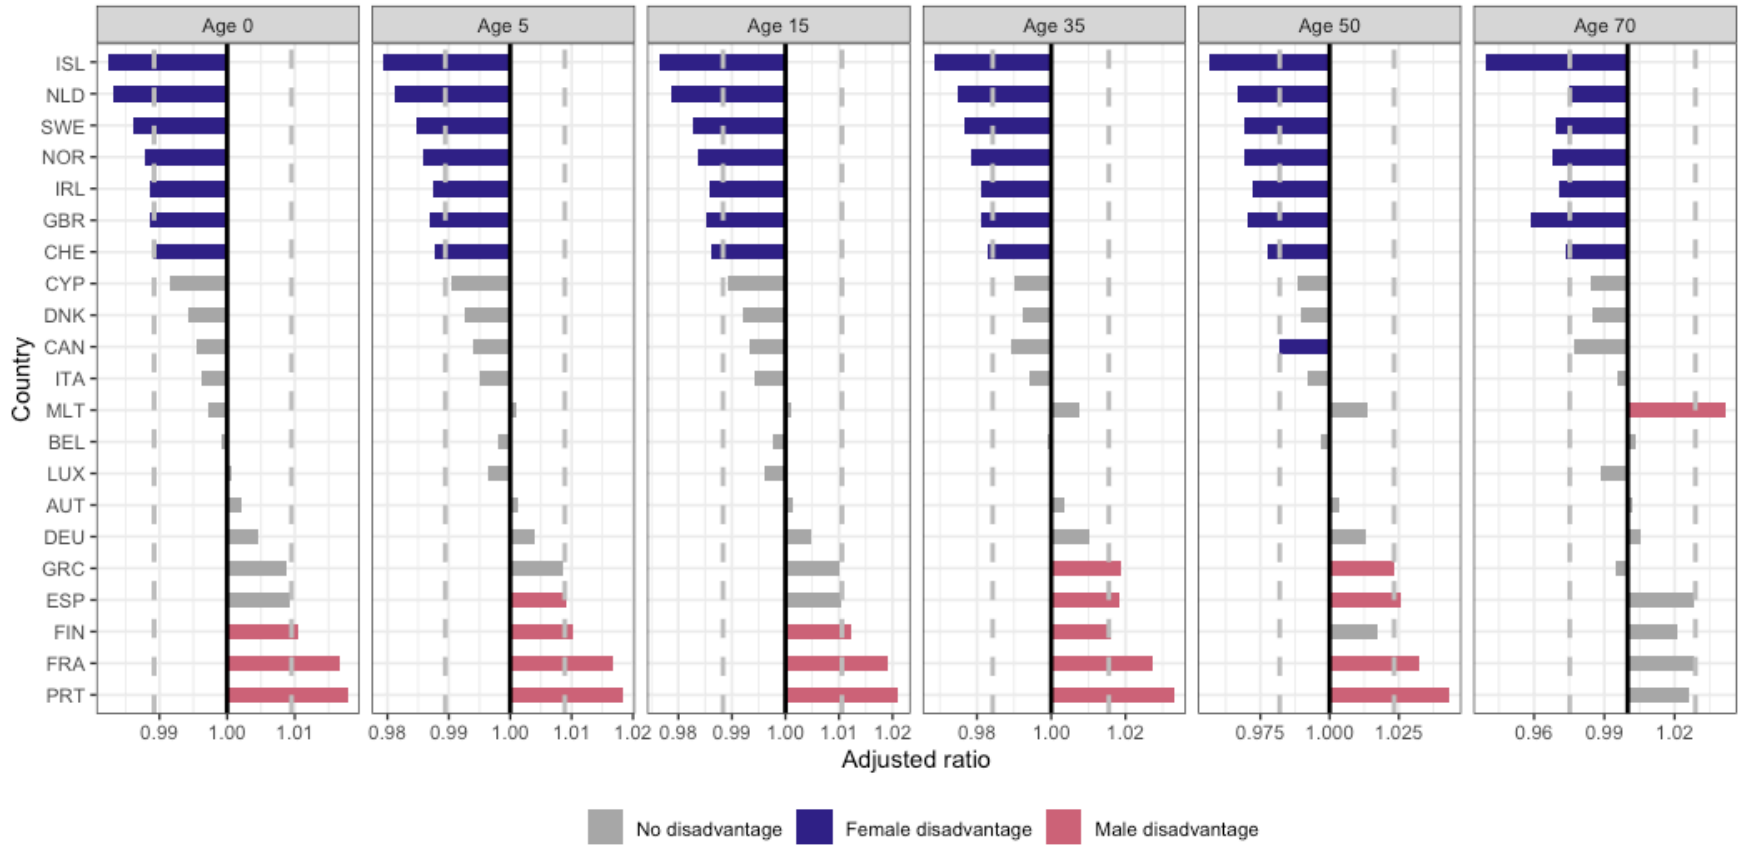 Age 0 Age 5 Age 15 Age 35 Age 50 Age 70
ISL
NLD
SWE
NOR
IRL
GBR
CHE
CYP
DNK
CAN
ITA
MLT
BEL
LUX
AUT
DEU
GRC
ESP
FIN
FRA
PRT
Country
0.99 1.00 1.01 0.98 0.99 1.00 1.01 1.02 0.98 0.99 1.00 1.01 1.02 0.98 1.00 1.02 0.975 1.000 1.025 0.96 0.99 1.02
Adjusted ratio
No disadvantage Female disadvantage Male disadvantage